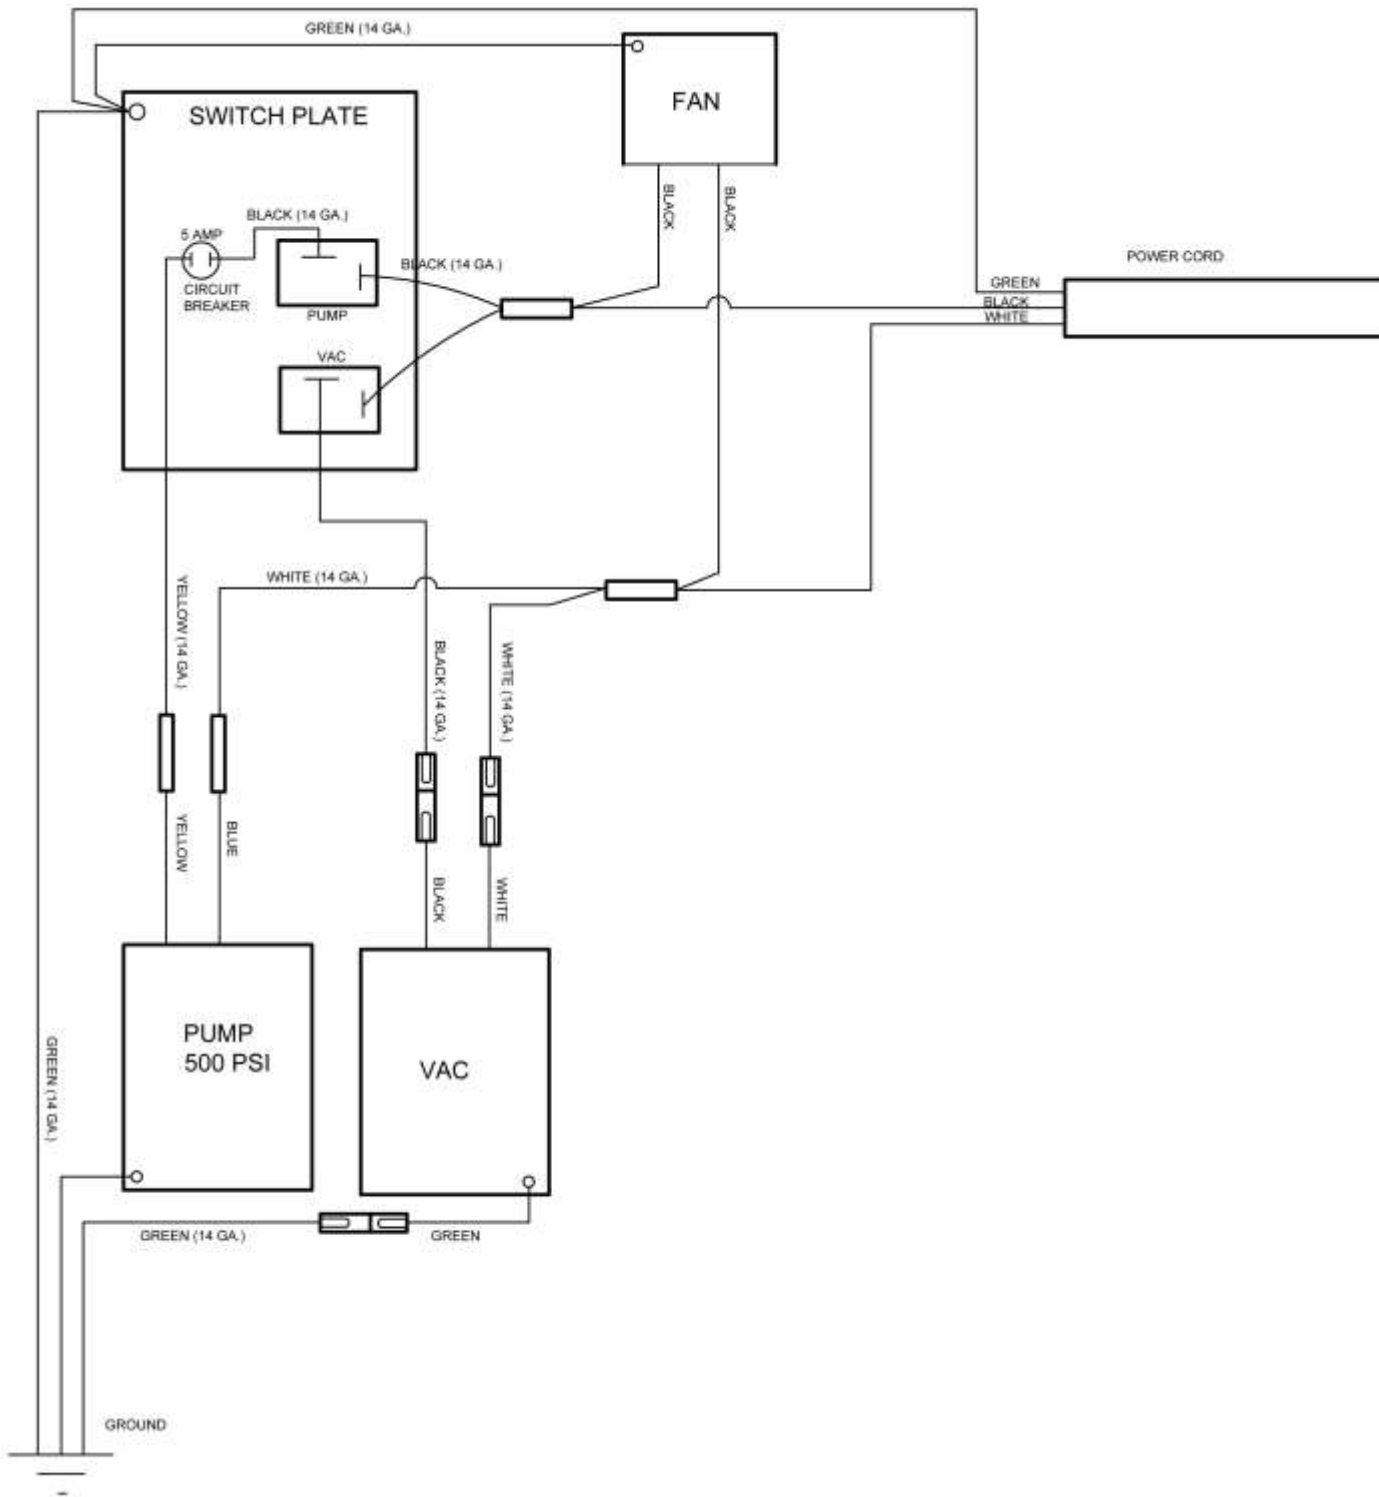 GREEN (14 GA.)
FAN
SWITCH PLATE
BLACK
BLACK
BLACK (14 GA.)
5 AMP
CIRCUIT
BREAKER
PUMP
BLACK (14 GA.)
POWER CORD
GREEN
BLACK
WHITE
VAC
WHITE (14 GA.)
YELLOW (14 GA.)
BLACK (14 GA.)
WHITE (14 GA.)
YELLOW
BLUE
BLACK
WHITE
PUMP
500 PSI
VAC
GREEN (14 GA.)
GREEN (14 GA.)
GREEN
GROUND